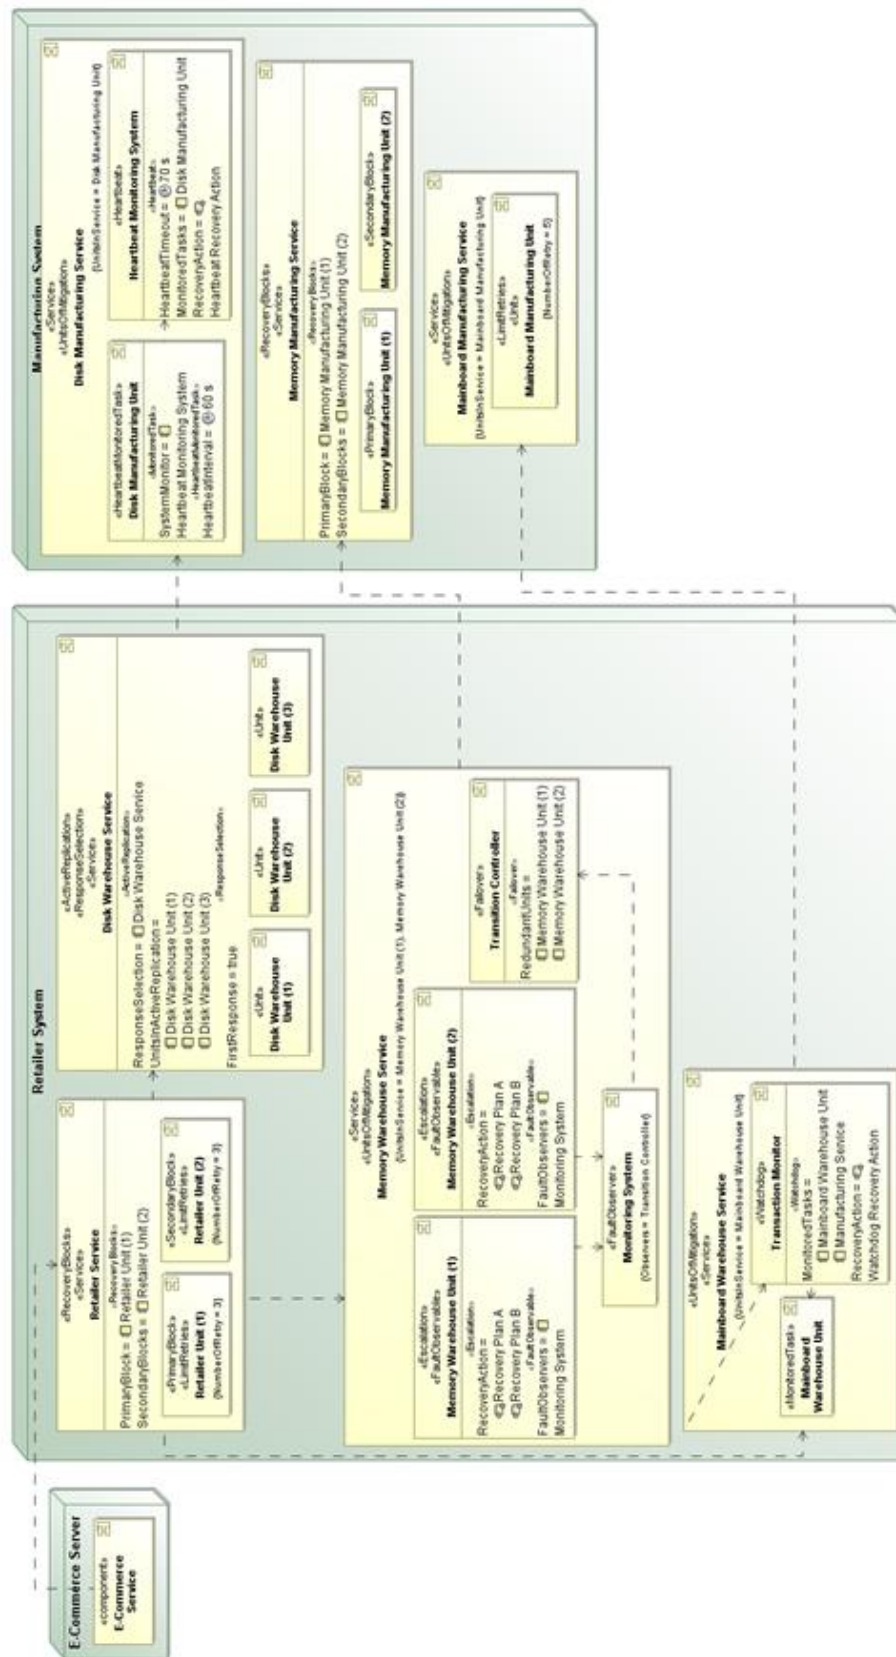 E-Commerce Server
«component»
E-Commerce
Service
Retailer System
«RecoveryBlocks»
«Service»
Retailer Service
«RecoveryBlocks»
PrimaryBlock = Retailer Unit (1)
SecondaryBlocks = Retailer Unit (2)
«PrimaryBlock»
«LimitRetries»
Retailer Unit (1)
{NumberOfRetry = 3}
«SecondaryBlock»
«LimitRetries»
Retailer Unit (2)
{NumberOfRetry = 3}
«ActiveReplication»
«ResponseSelection»
«Service»
Disk Warehouse Service
«ActiveReplication»
ResponseSelection = Disk Warehouse Service
UnitsInActiveReplication =
Disk Warehouse Unit (1)
Disk Warehouse Unit (2)
Disk Warehouse Unit (3)
«ResponseSelection»
FirstResponse = true
«Unit»
Disk Warehouse
Unit (1)
«Unit»
Disk Warehouse
Unit (2)
«Unit»
Disk Warehouse
Unit (3)
«Service»
«UnitsOfMitigation»
Memory Warehouse Service
{UnitsInService = Memory Warehouse Unit (1), Memory Warehouse Unit (2)}
«Escalation»
«FaultObservable»
Memory Warehouse Unit (1)
«Escalation»
RecoveryAction =
Recovery Plan A
Recovery Plan B
«FaultObservable»
FaultObservers =
Monitoring System
«Escalation»
«FaultObservable»
Memory Warehouse Unit (2)
«Escalation»
RecoveryAction =
Recovery Plan A
Recovery Plan B
«FaultObservable»
FaultObservers =
Monitoring System
«Failover»
Transition Controller
«Failover»
RedundantUnits =
Memory Warehouse Unit (1)
Memory Warehouse Unit (2)
«FaultObserver»
Monitoring System
{Observers = Transition Controller}
«UnitsOfMitigation»
«Service»
Mainboard Warehouse Service
{UnitsInService = Mainboard Warehouse Unit}
«MonitoredTask»
Mainboard
Warehouse Unit
«Watchdog»
Transaction Monitor
«Watchdog»
MonitoredTasks =
Mainboard Warehouse Unit
Manufacturing Service
RecoveryAction =
Watchdog Recovery Action
Manufacturing System
«Service»
«UnitsOfMitigation»
Disk Manufacturing Service
{UnitsInService = Disk Manufacturing Unit}
«HeartbeatMonitoredTask»
Disk Manufacturing Unit
«MonitoredTask»
SystemMonitor =
Heartbeat Monitoring System
«HeartbeatMonitoredTask»
HeartbeatInterval = 60 s
«Heartbeat»
Heartbeat Monitoring System
«Heartbeat»
HeartbeatTimeout = 70 s
MonitoredTasks = Disk Manufacturing Unit
RecoveryAction =
Heartbeat Recovery Action
«RecoveryBlocks»
«Service»
Memory Manufacturing Service
«RecoveryBlocks»
PrimaryBlock = Memory Manufacturing Unit (1)
SecondaryBlocks = Memory Manufacturing Unit (2)
«PrimaryBlock»
Memory Manufacturing Unit (1)
«SecondaryBlock»
Memory Manufacturing Unit (2)
«Service»
«UnitsOfMitigation»
Mainboard Manufacturing Service
{UnitsInService = Mainboard Manufacturing Unit}
«LimitRetries»
«Unit»
Mainboard Manufacturing Unit
{NumberOfRetry = 5}